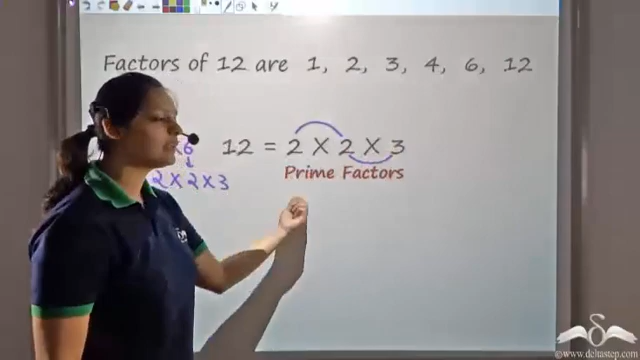 Factors of 12 are 1, 2, 3, 4, 6, 12
x6
12 = 2 X 2 X 3
2 X 2 X 3
Prime Factors
©www.deltastep.com